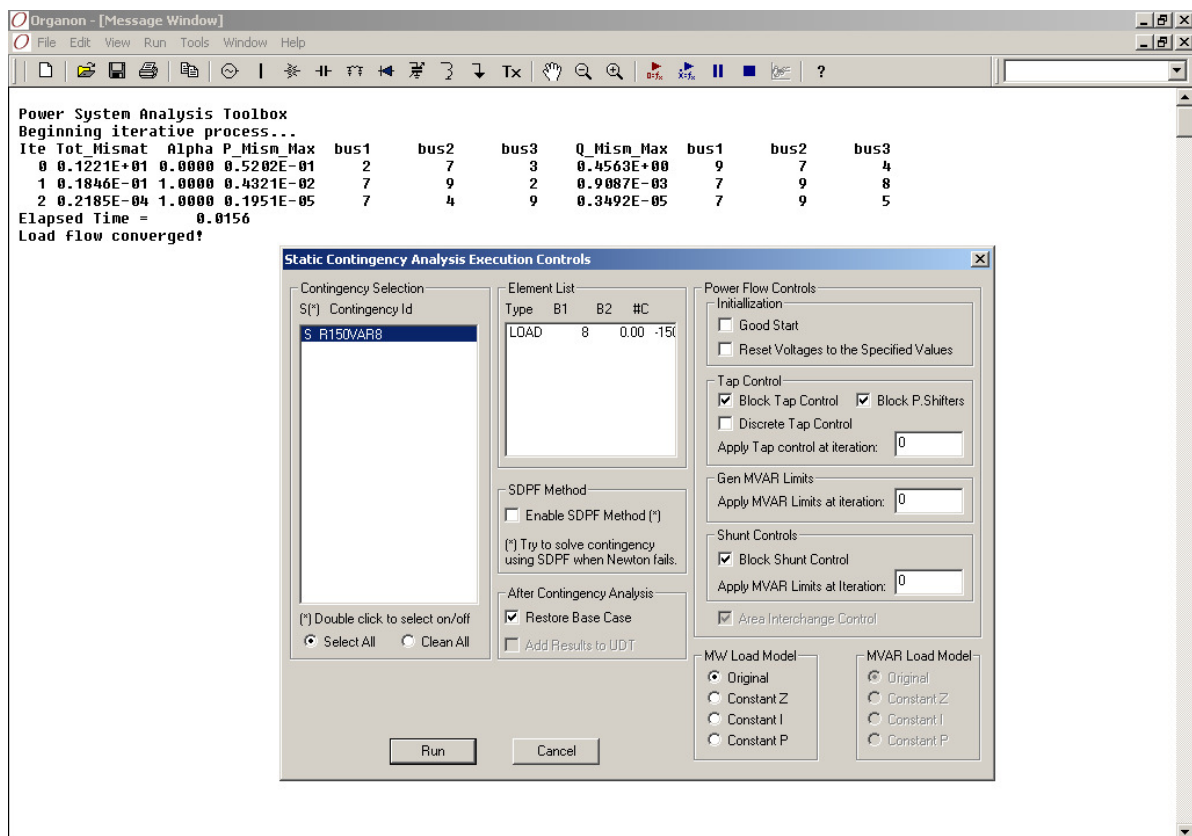 Organon - [Message Window]
File Edit View Run Tools Window Help
Tx ?
Power System Analysis Toolbox
Beginning iterative process...
Ite Tot_Mismat Alpha P_Mism_Max bus1 bus2 bus3 Q_Mism_Max bus1 bus2 bus3
0 0.1221E+01 0.0000 0.5202E-01 2 7 3 0.4563E+00 9 7 4
1 0.1846E-01 1.0000 0.4321E-02 7 9 2 0.9087E-03 7 9 8
2 0.2185E-04 1.0000 0.1951E-05 7 4 9 0.3492E-05 7 9 5
Elapsed Time = 0.0156
Load flow converged!
Static Contingency Analysis Execution Controls
Contingency Selection
S(*) Contingency Id
S R150VAR8
(*) Double click to select on/off
Select All Clean All
Element List
Type B1 B2 #C
LOAD 8 0.00 -150
SDPF Method
Enable SDPF Method (*)
(*) Try to solve contingency
using SDPF when Newton fails.
After Contingency Analysis
Restore Base Case
Add Results to UDT
Power Flow Controls
Initiallization
Good Start
Reset Voltages to the Specified Values
Tap Control
Block Tap Control Block P.Shifters
Discrete Tap Control
Apply Tap control at iteration: 0
Gen MVAR Limits
Apply MVAR Limits at iteration: 0
Shunt Controls
Block Shunt Control
Apply MVAR Limits at Iteration: 0
Area Interchange Control
MW Load Model
Original
Constant Z
Constant I
Constant P
MVAR Load Model
Original
Constant Z
Constant I
Constant P
Run Cancel